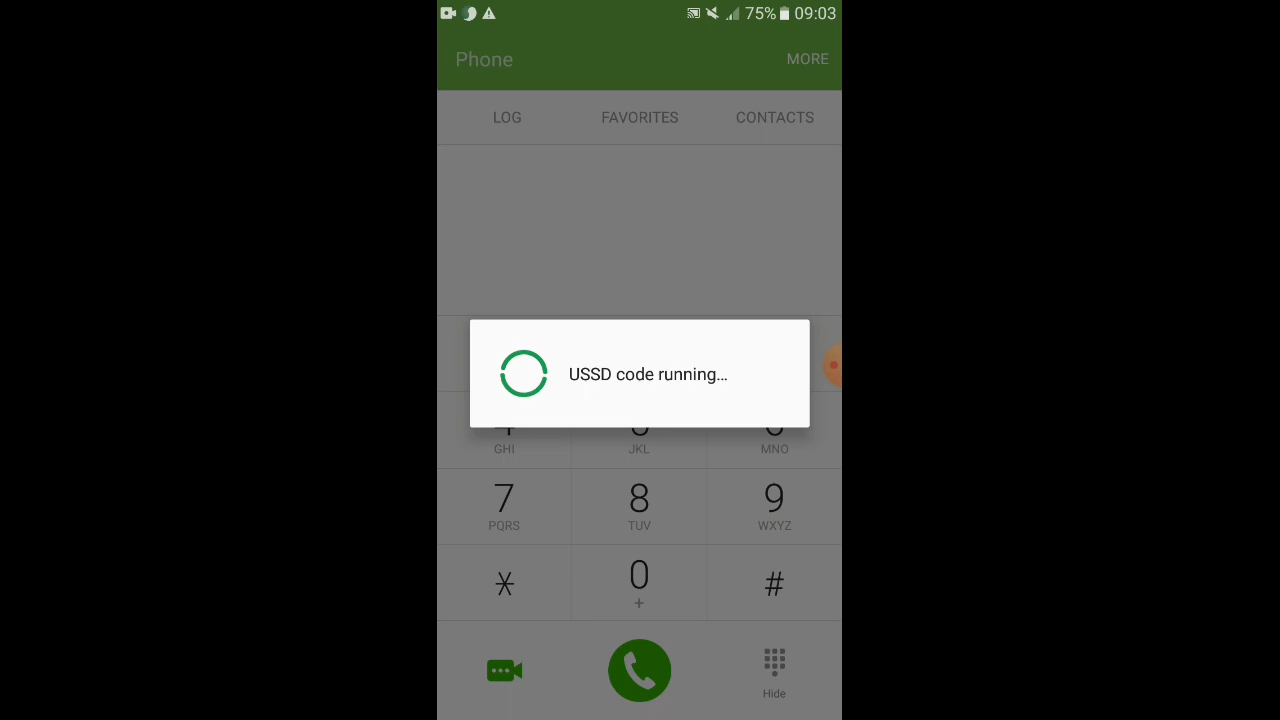 75% 09:03
Phone MORE
LOG FAVORITES CONTACTS
USSD code running...
GHI JKL MNO
7 8 9
PQRS TUV WXYZ
* 0 #
+
Hide